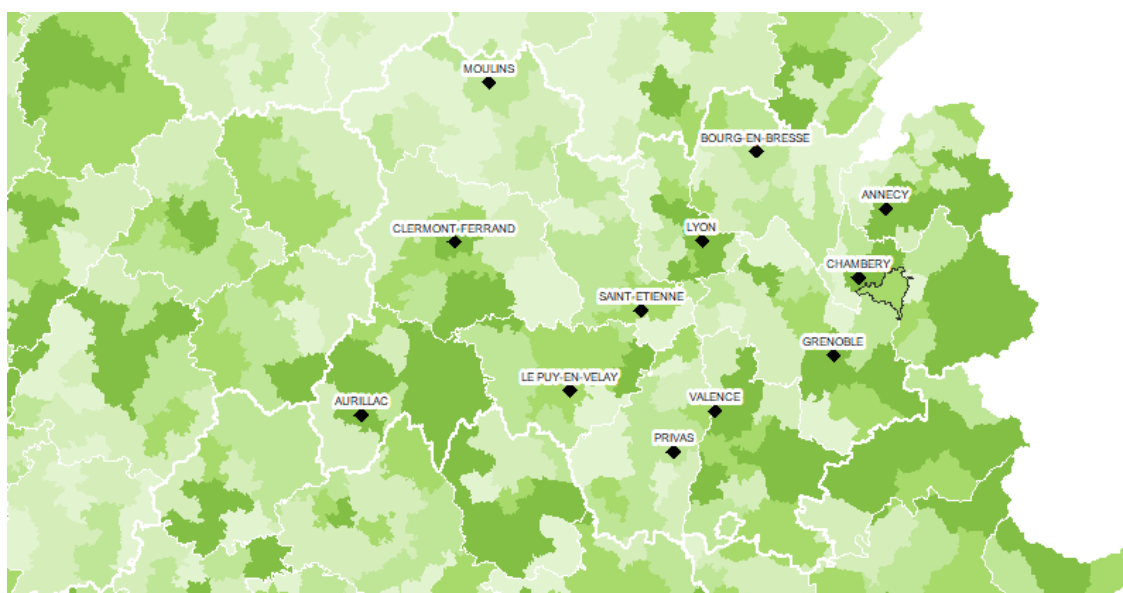 MOULINS
BOURG-EN-BRESSE
ANNECY
CLERMONT-FERRAND
LYON
CHAMBERY
SAINT-ETIENNE
GRENOBLE
LE PUY-EN-VELAY
AURILLAC
VALENCE
PRIVAS